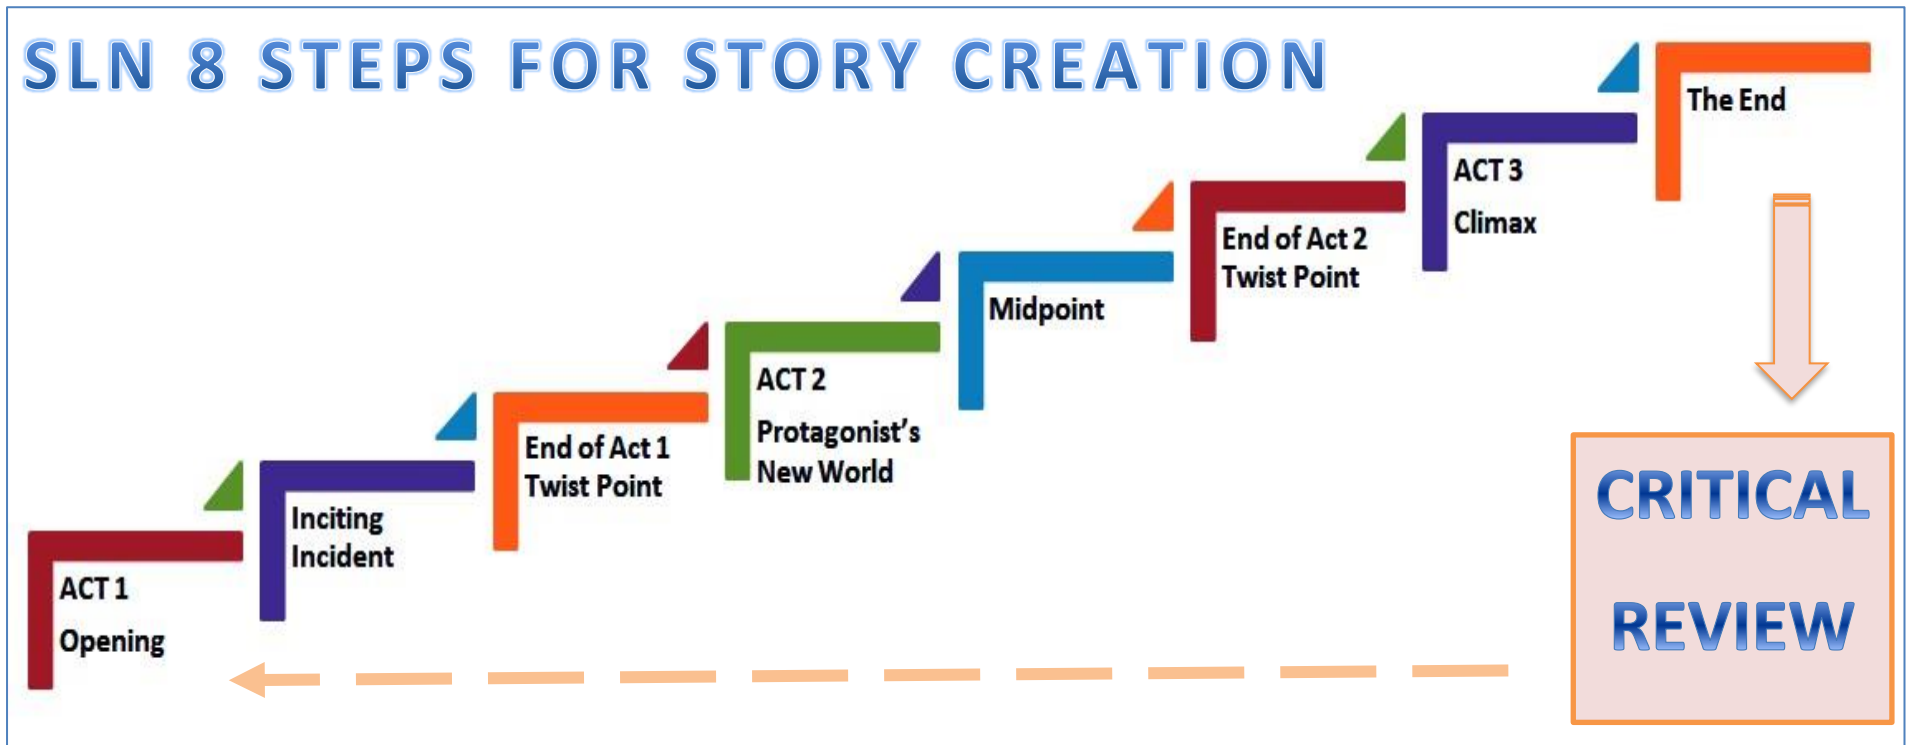 SLN 8 STEPS FOR STORY CREATION
ACT 1
Opening
Inciting
Incident
End of Act 1
Twist Point
ACT 2
Protagonist’s
New World
Midpoint
End of Act 2
Twist Point
ACT 3
Climax
The End
CRITICAL
REVIEW